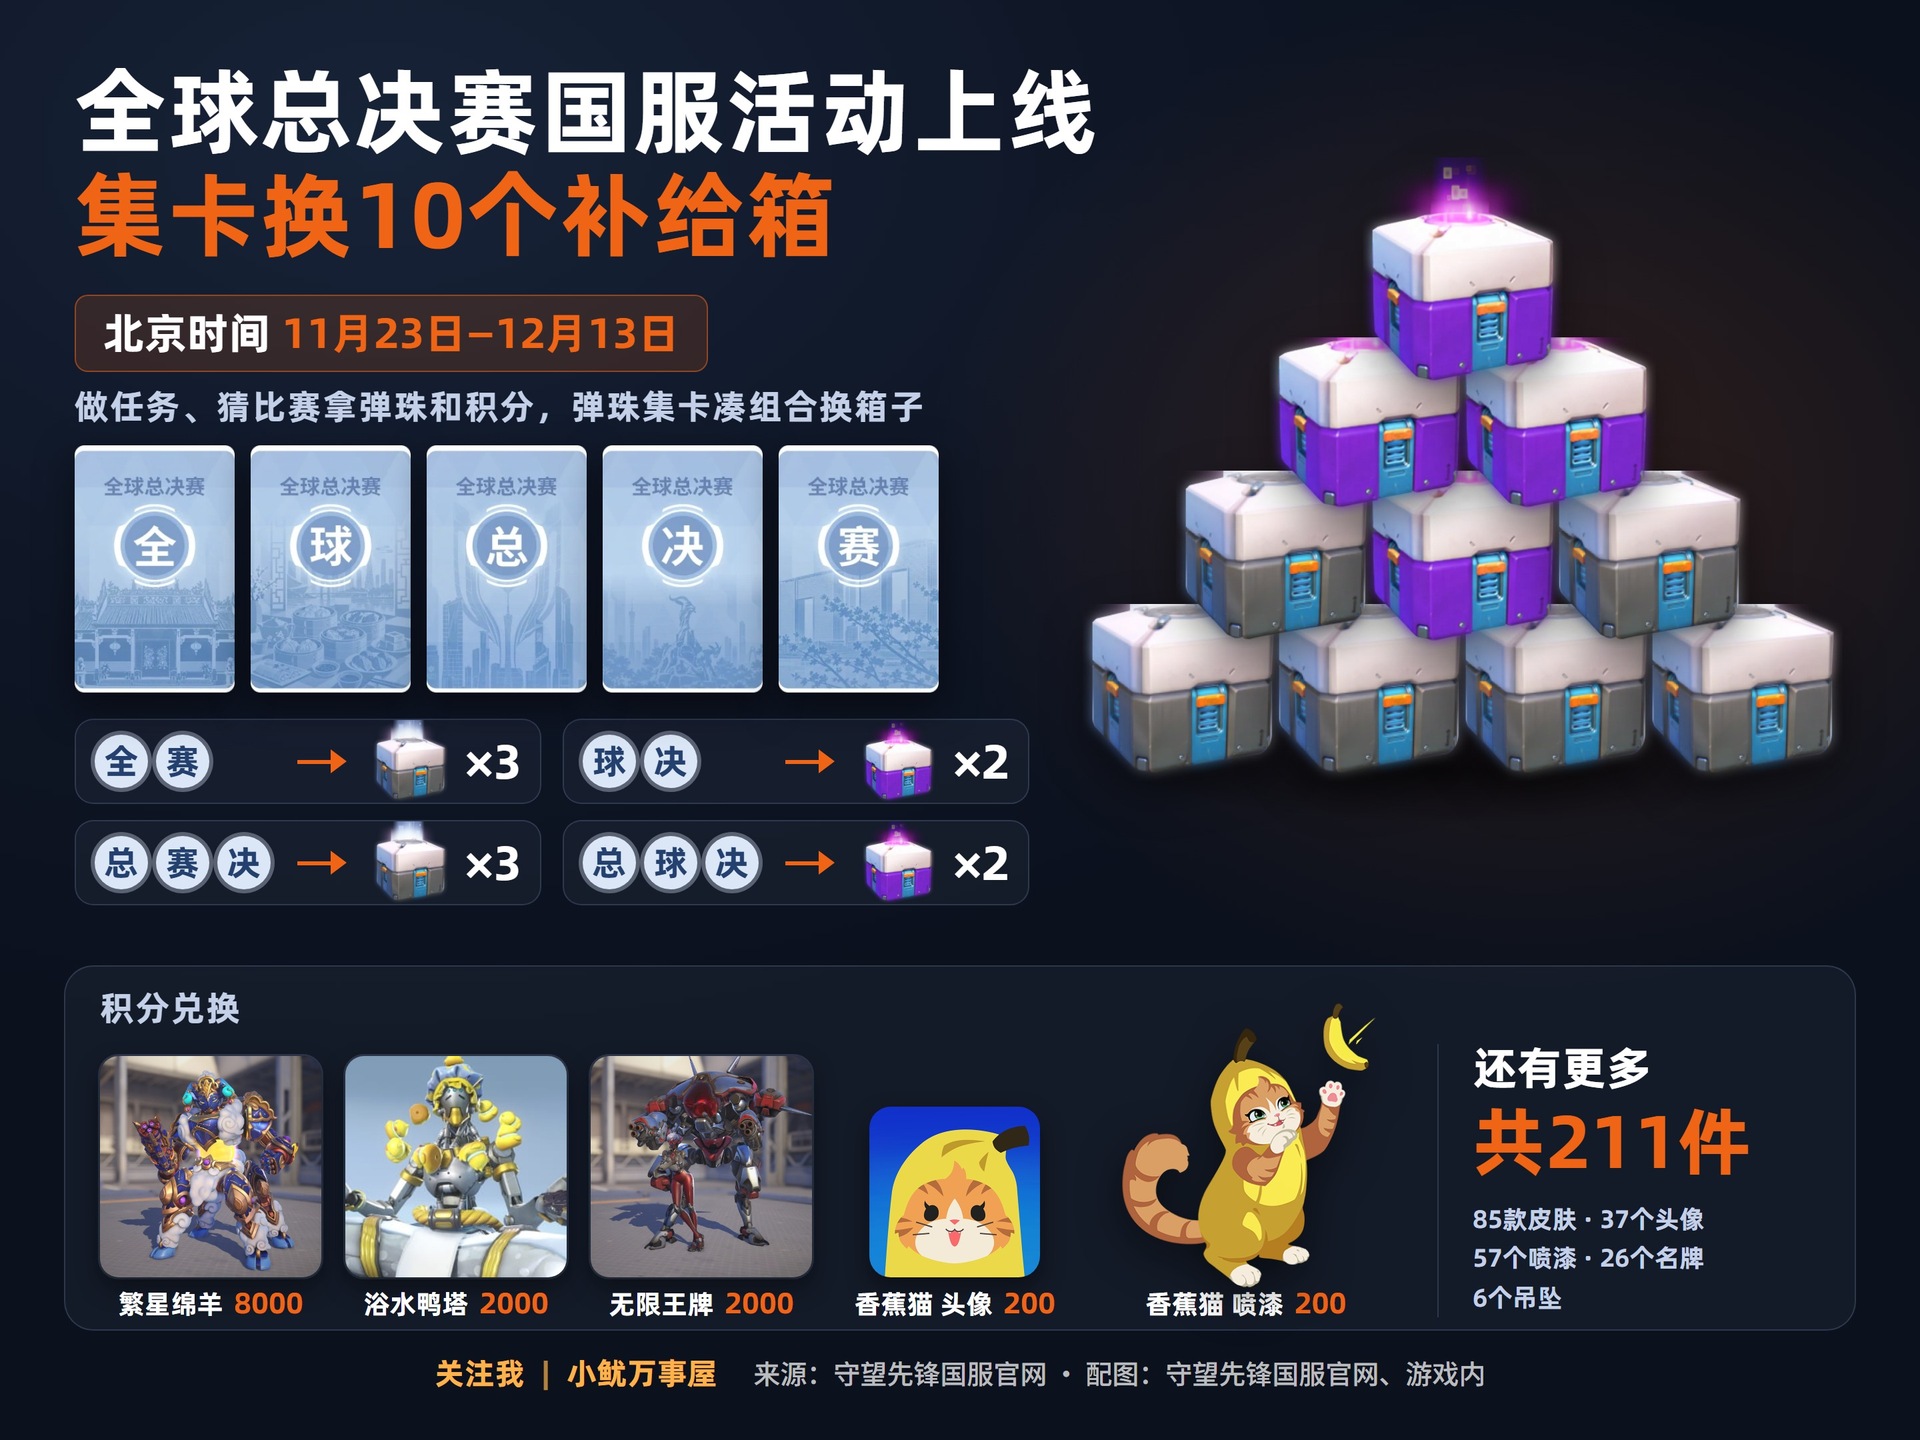 全球总决赛国服活动上线
集卡换10个补给箱
北京时间 11月23日–12月13日
做任务、猜比赛拿弹珠和积分，弹珠集卡凑组合换箱子
全球总决赛 全球总决赛 全球总决赛 全球总决赛 全球总决赛
全 球 总 决 赛
全 赛 → ×3 球 决 → ×2
总 赛 决 → ×3 总 球 决 → ×2
积分兑换
繁星绵羊 8000 浴水鸭塔 2000 无限王牌 2000 香蕉猫 头像 200 香蕉猫 喷漆 200
还有更多
共211件
85款皮肤 · 37个头像
57个喷漆 · 26个名牌
6个吊坠
关注我 | 小鱿万事屋 来源：守望先锋国服官网 · 配图：守望先锋国服官网、游戏内